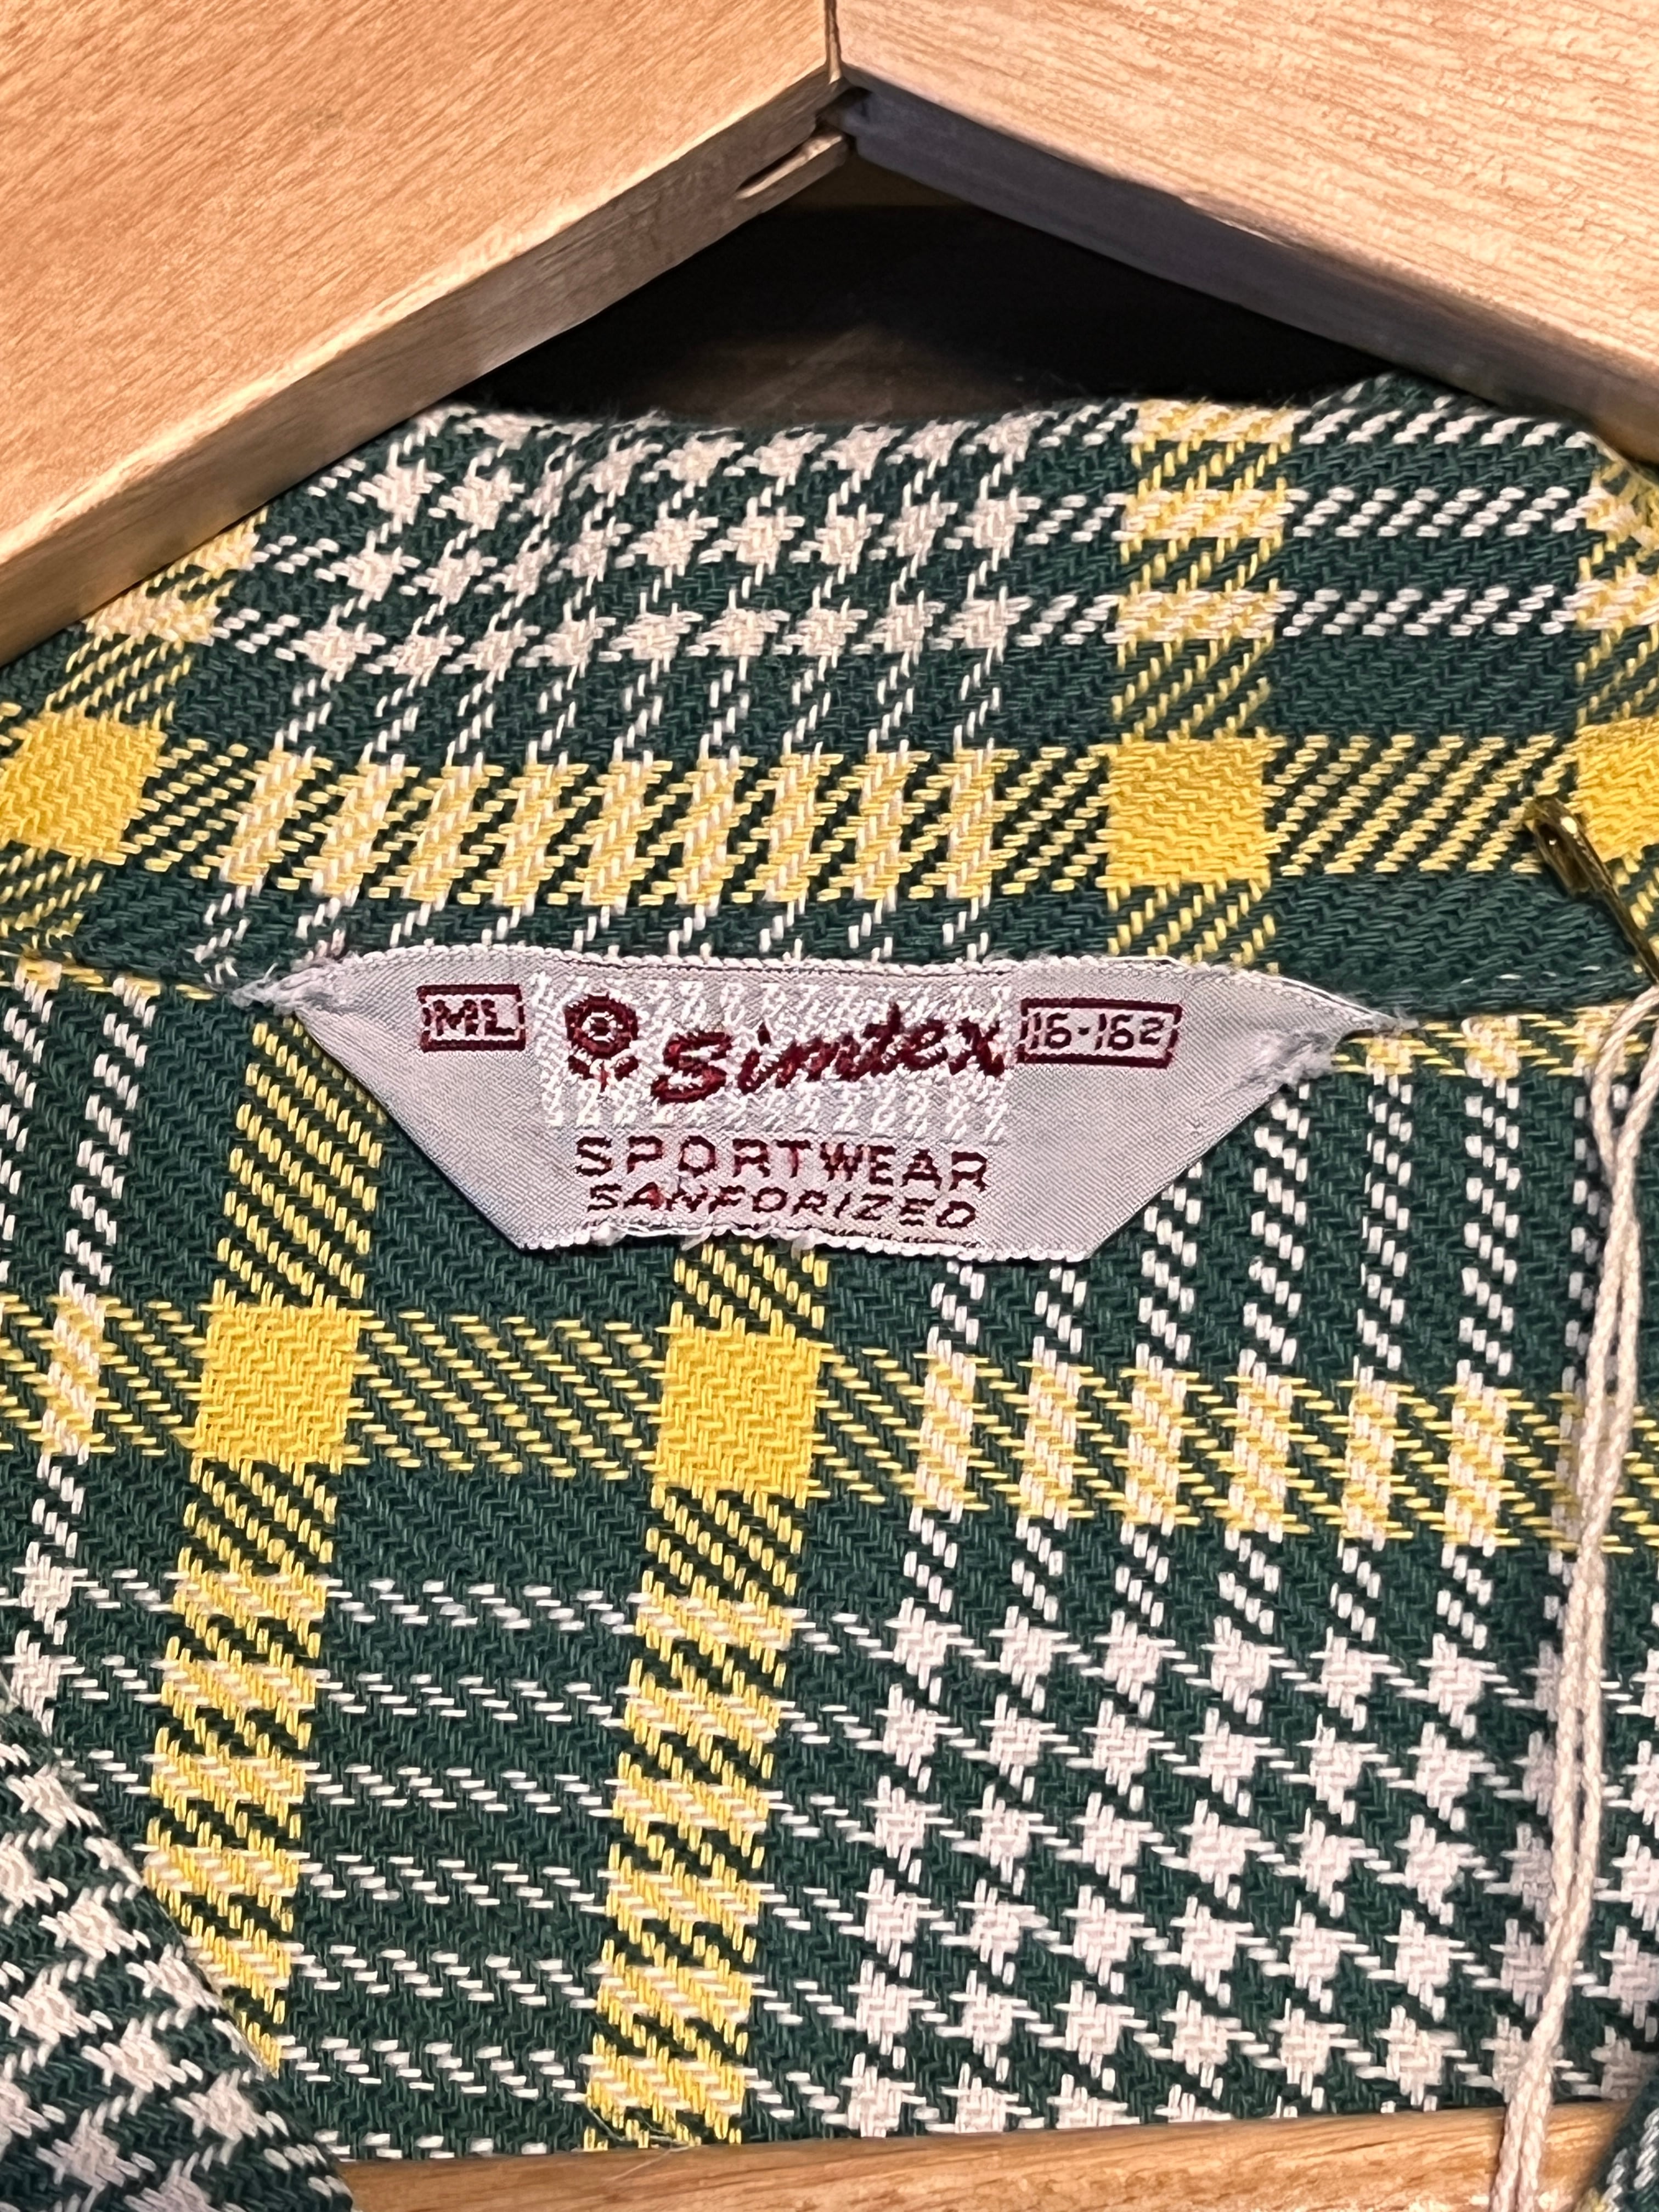 ML Simtex 16-16½
SPORTWEAR
SANFORIZED